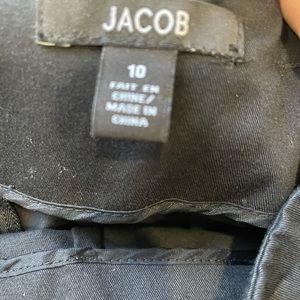 JACOB
10
FAIT EN
CHINE/
MADE IN
CHINA